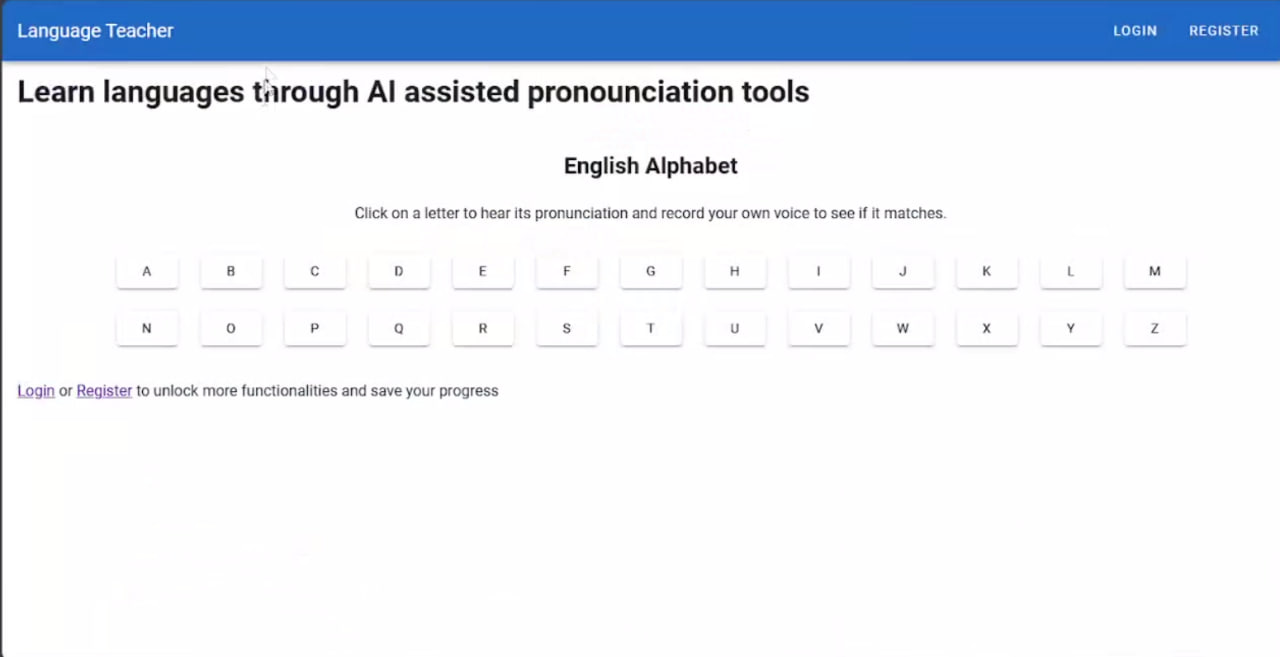 Language Teacher LOGIN REGISTER
Learn languages through AI assisted pronounciation tools
English Alphabet
Click on a letter to hear its pronunciation and record your own voice to see if it matches.
A B C D E F G H I J K L M
N O P Q R S T U V W X Y Z
Login or Register to unlock more functionalities and save your progress